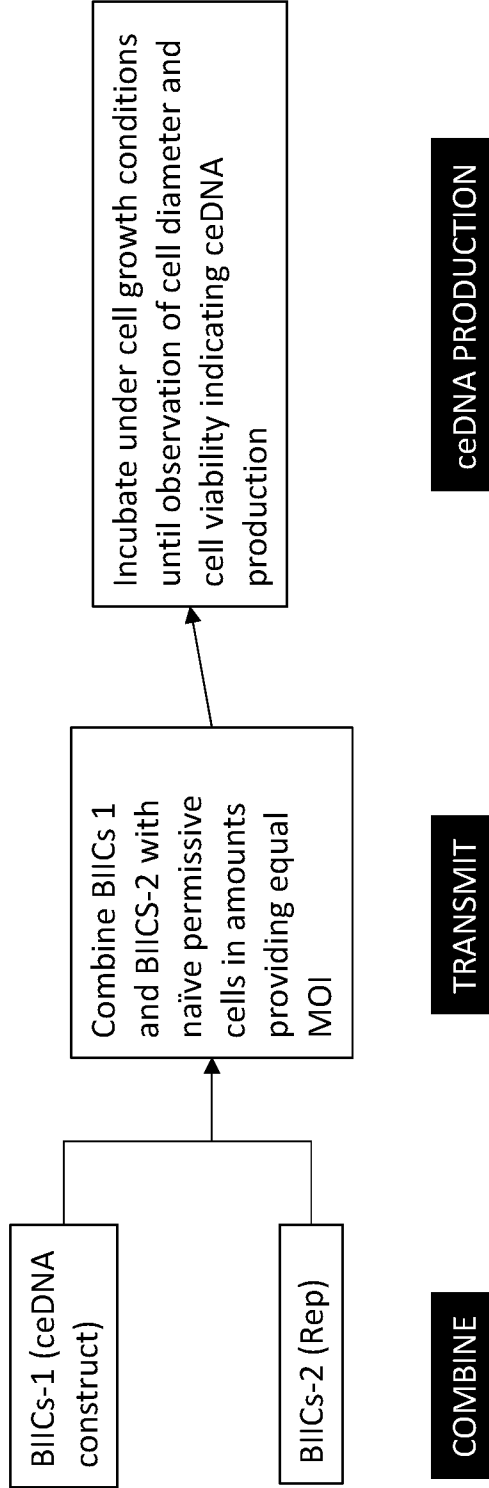 BIICs-1 (ceDNA
construct)
BIICs-2 (Rep)
Combine BIICs 1
and BIICS-2 with
naïve permissive
cells in amounts
providing equal
MOI
Incubate under cell growth conditions
until observation of cell diameter and
cell viability indicating ceDNA
production
COMBINE
TRANSMIT
ceDNA PRODUCTION